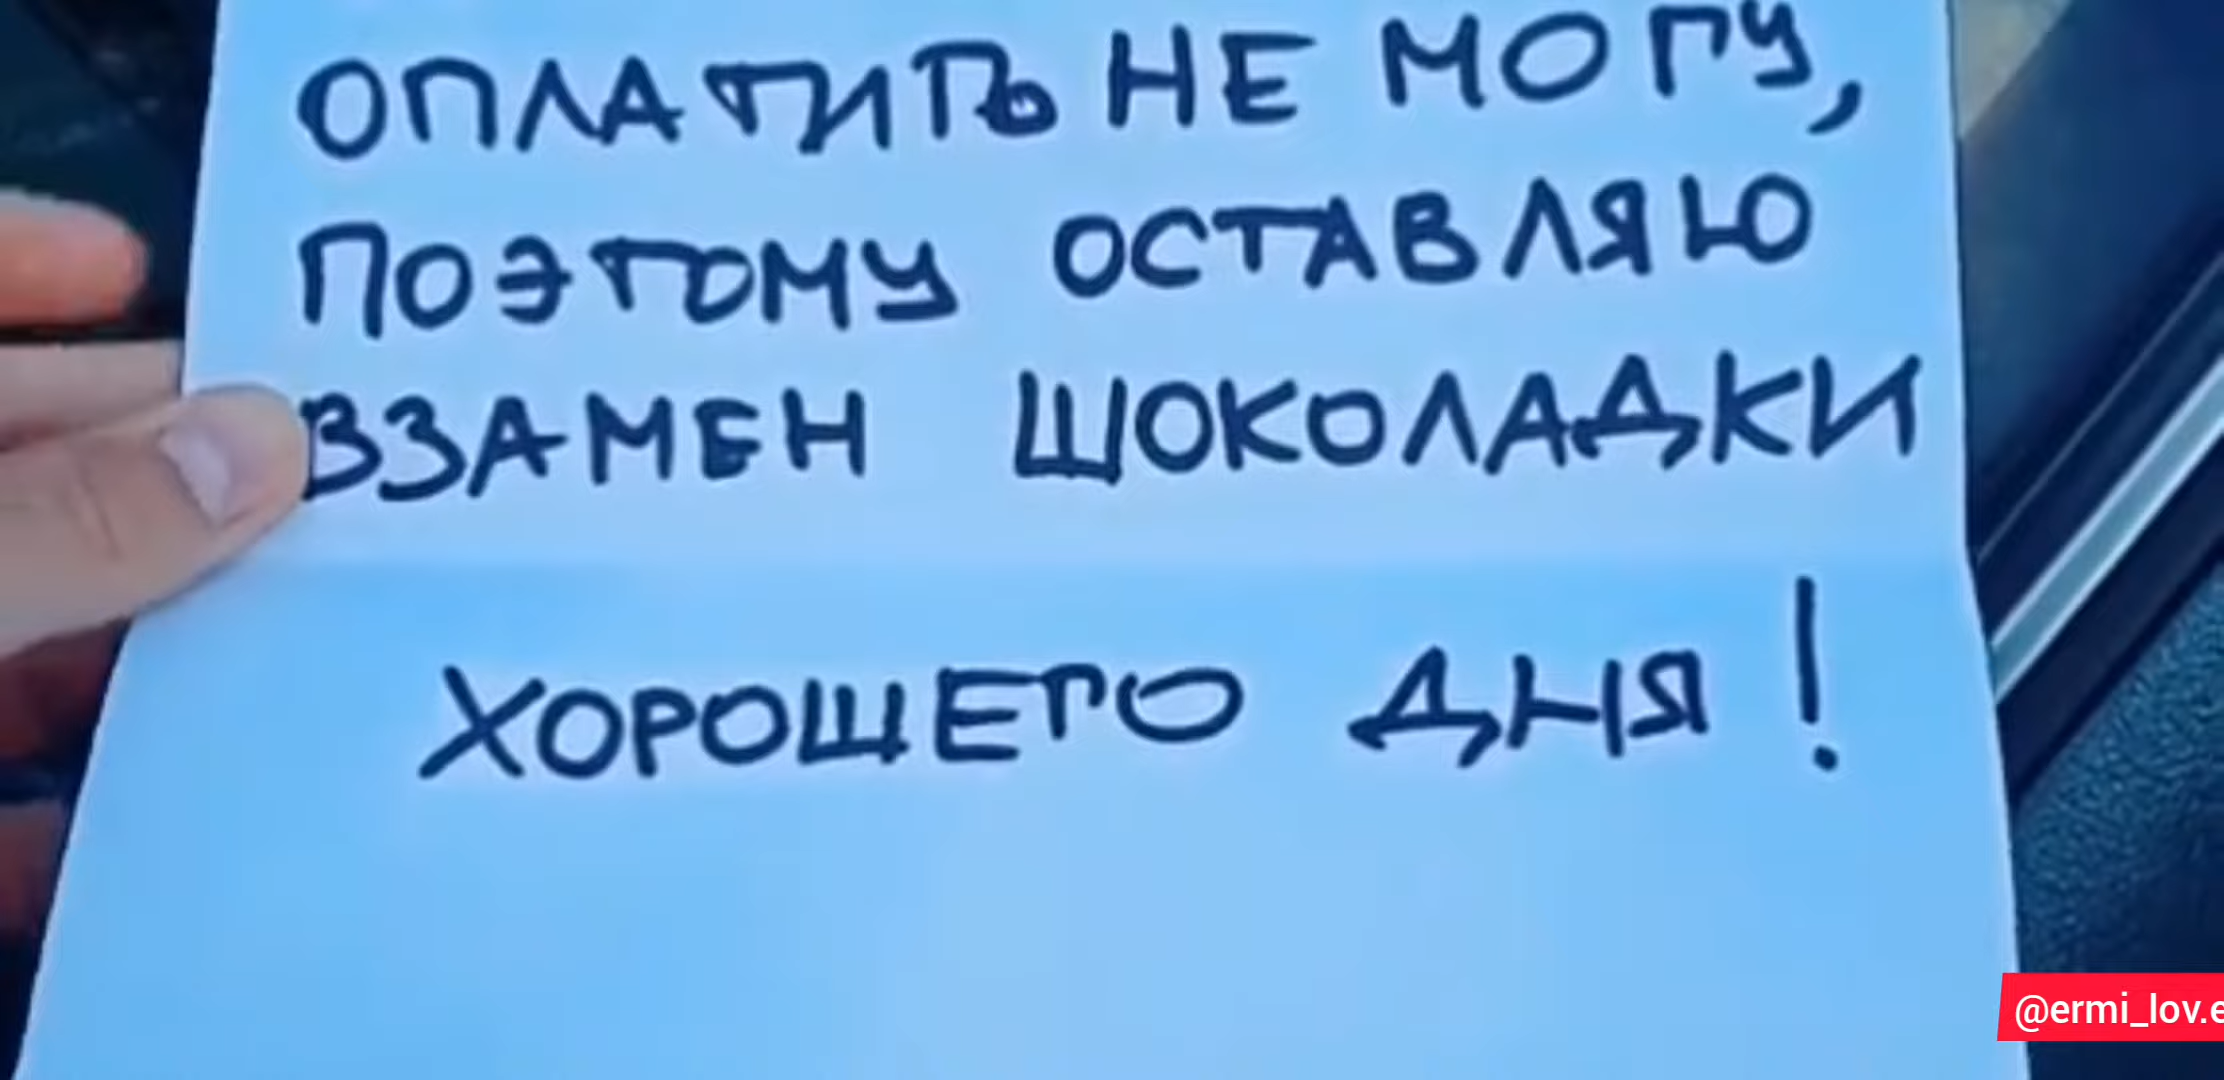 ОПЛАТИТЬ НЕ МОГУ,
ПОЭТОМУ ОСТАВЛЯЮ
ВЗАМЕН ШОКОЛАДКИ
ХОРОШЕГО ДНЯ!
@ermi_lov.e